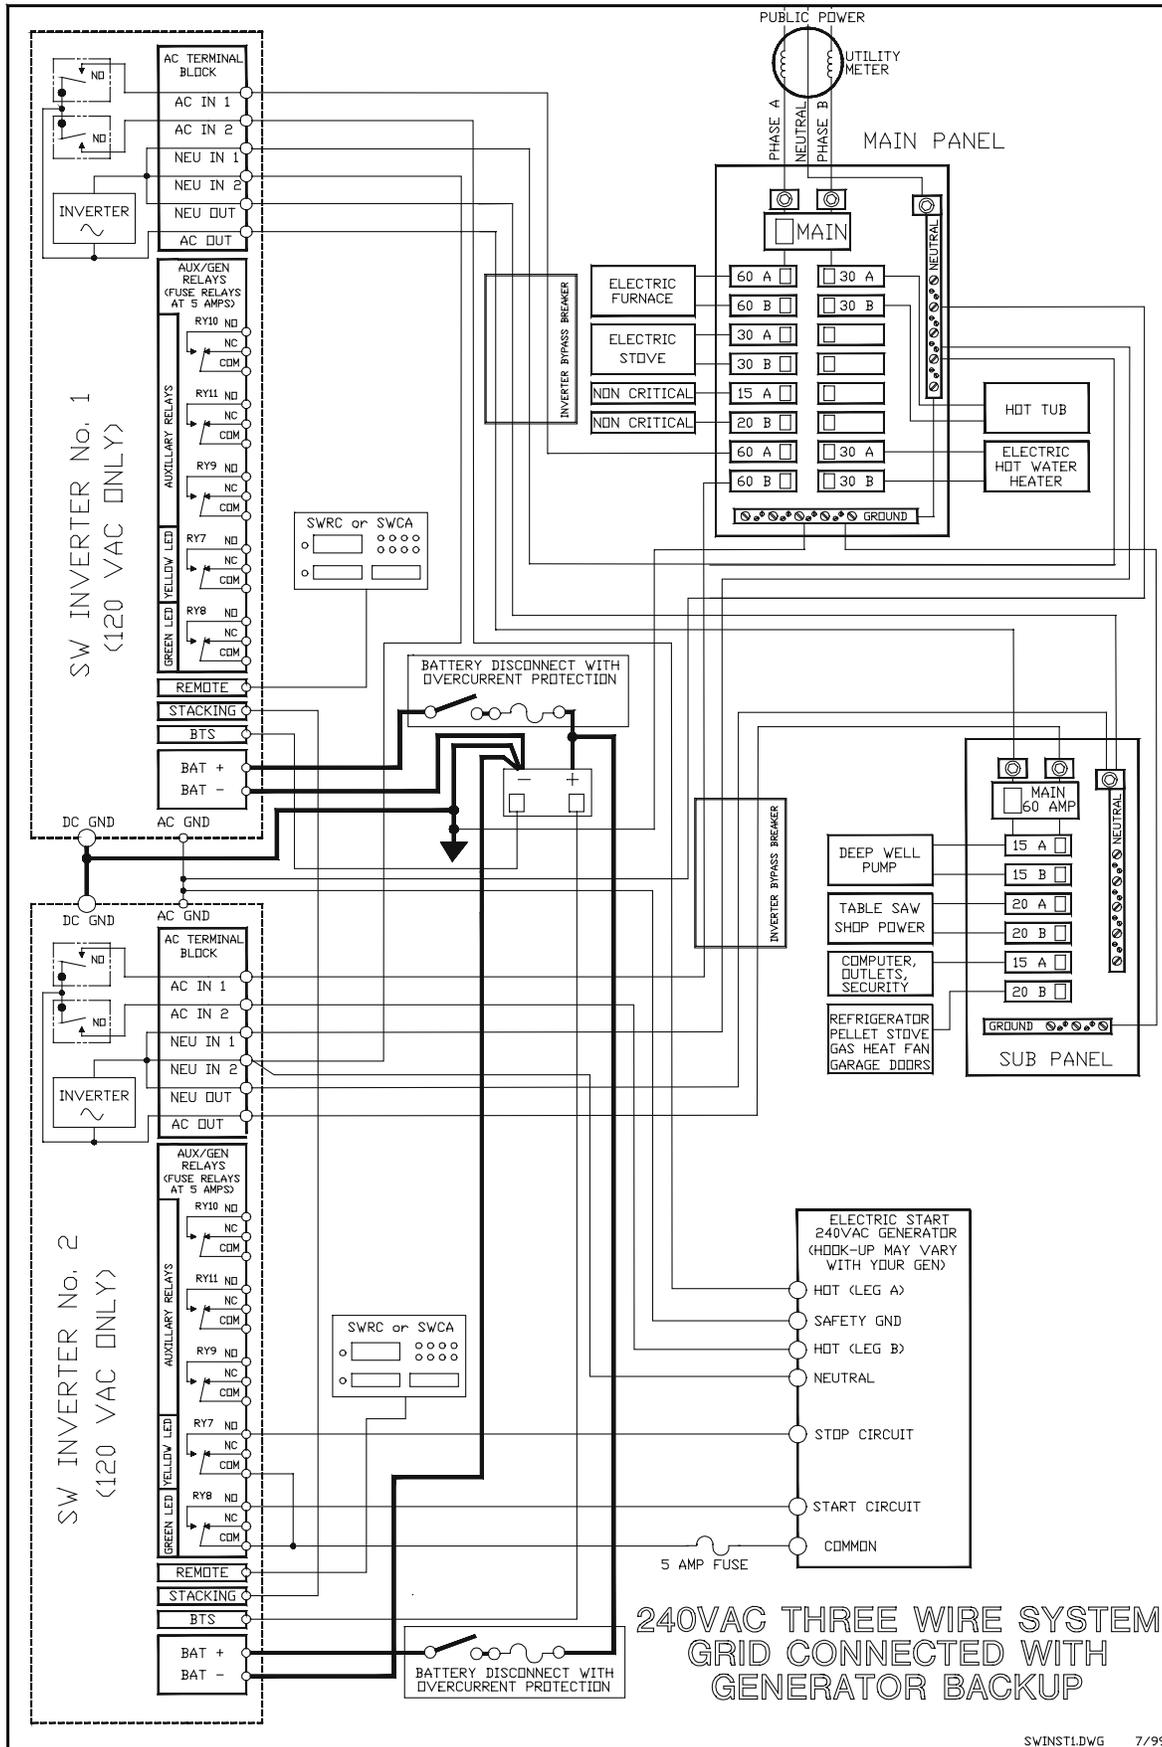 PUBLIC POWER
UTILITY
METER
PHASE A
NEUTRAL
PHASE B
MAIN PANEL
MAIN
NEUTRAL
60 A
60 B
30 A
30 B
15 A
20 B
60 A
60 B
30 A
30 B
30 A
30 B
GROUND
ELECTRIC
FURNACE
ELECTRIC
STOVE
NON CRITICAL
NON CRITICAL
HOT TUB
ELECTRIC
HOT WATER
HEATER
INVERTER BYPASS BREAKER
SW INVERTER No. 1
(120 VAC ONLY)
NO
NO
INVERTER
AC TERMINAL
BLOCK
AC IN 1
AC IN 2
NEU IN 1
NEU IN 2
NEU OUT
AC OUT
AUX/GEN
RELAYS
(FUSE RELAYS
AT 5 AMPS)
AUXILLARY RELAYS
YELLOW LED
GREEN LED
RY10 NO
NC
COM
RY11 NO
NC
COM
RY9 NO
NC
COM
RY7 NO
NC
COM
RY8 NO
NC
COM
REMOTE
STACKING
BTS
BAT +
BAT -
DC GND
AC GND
SWRC or SWCA
BATTERY DISCONNECT WITH
OVERCURRENT PROTECTION
- +
INVERTER BYPASS BREAKER
MAIN
60 AMP
NEUTRAL
15 A
15 B
20 A
20 B
15 A
20 B
GROUND
SUB PANEL
DEEP WELL
PUMP
TABLE SAW
SHOP POWER
COMPUTER,
OUTLETS,
SECURITY
REFRIGERATOR
PELLET STOVE
GAS HEAT FAN
GARAGE DOORS
DC GND
AC GND
SW INVERTER No. 2
(120 VAC ONLY)
NO
NO
INVERTER
AC TERMINAL
BLOCK
AC IN 1
AC IN 2
NEU IN 1
NEU IN 2
NEU OUT
AC OUT
AUX/GEN
RELAYS
(FUSE RELAYS
AT 5 AMPS)
AUXILLARY RELAYS
YELLOW LED
GREEN LED
RY10 NO
NC
COM
RY11 NO
NC
COM
RY9 NO
NC
COM
RY7 NO
NC
COM
RY8 NO
NC
COM
REMOTE
STACKING
BTS
BAT +
BAT -
SWRC or SWCA
BATTERY DISCONNECT WITH
OVERCURRENT PROTECTION
ELECTRIC START
240VAC GENERATOR
(HOOK-UP MAY VARY
WITH YOUR GEN)
HOT (LEG A)
SAFETY GND
HOT (LEG B)
NEUTRAL
STOP CIRCUIT
START CIRCUIT
COMMON
5 AMP FUSE
240VAC THREE WIRE SYSTEM
GRID CONNECTED WITH
GENERATOR BACKUP
SWINST1.DWG 7/99